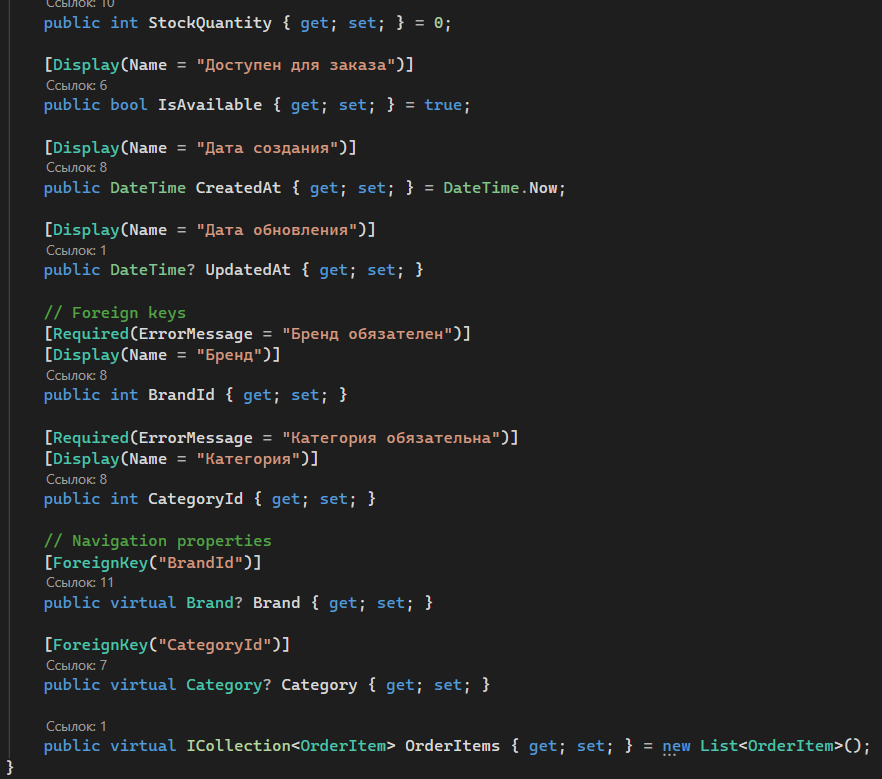 Ссылок: 10
public int StockQuantity { get; set; } = 0;
[Display(Name = "Доступен для заказа")]
Ссылок: 6
public bool IsAvailable { get; set; } = true;
[Display(Name = "Дата создания")]
Ссылок: 8
public DateTime CreatedAt { get; set; } = DateTime.Now;
[Display(Name = "Дата обновления")]
Ссылок: 1
public DateTime? UpdatedAt { get; set; }
// Foreign keys
[Required(ErrorMessage = "Бренд обязателен")]
[Display(Name = "Бренд")]
Ссылок: 8
public int BrandId { get; set; }
[Required(ErrorMessage = "Категория обязательна")]
[Display(Name = "Категория")]
Ссылок: 8
public int CategoryId { get; set; }
// Navigation properties
[ForeignKey("BrandId")]
Ссылок: 11
public virtual Brand? Brand { get; set; }
[ForeignKey("CategoryId")]
Ссылок: 7
public virtual Category? Category { get; set; }
Ссылок: 1
public virtual ICollection<OrderItem> OrderItems { get; set; } = new List<OrderItem>();
}